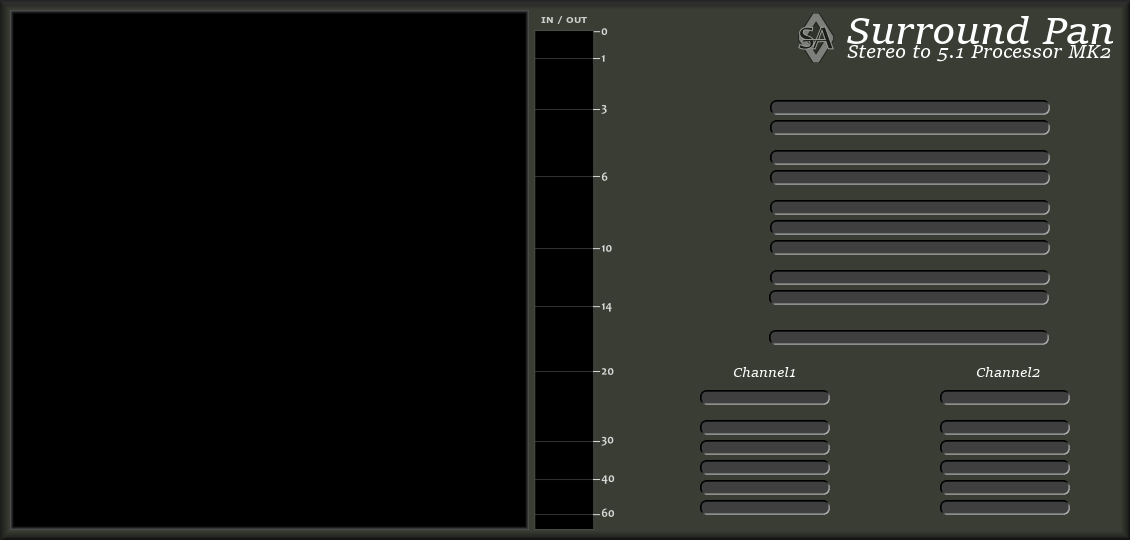 IN / OUT
0
1
3
6
10
14
20
30
40
60
SA
Surround Pan
Stereo to 5.1 Processor MK2
Channel1
Channel2